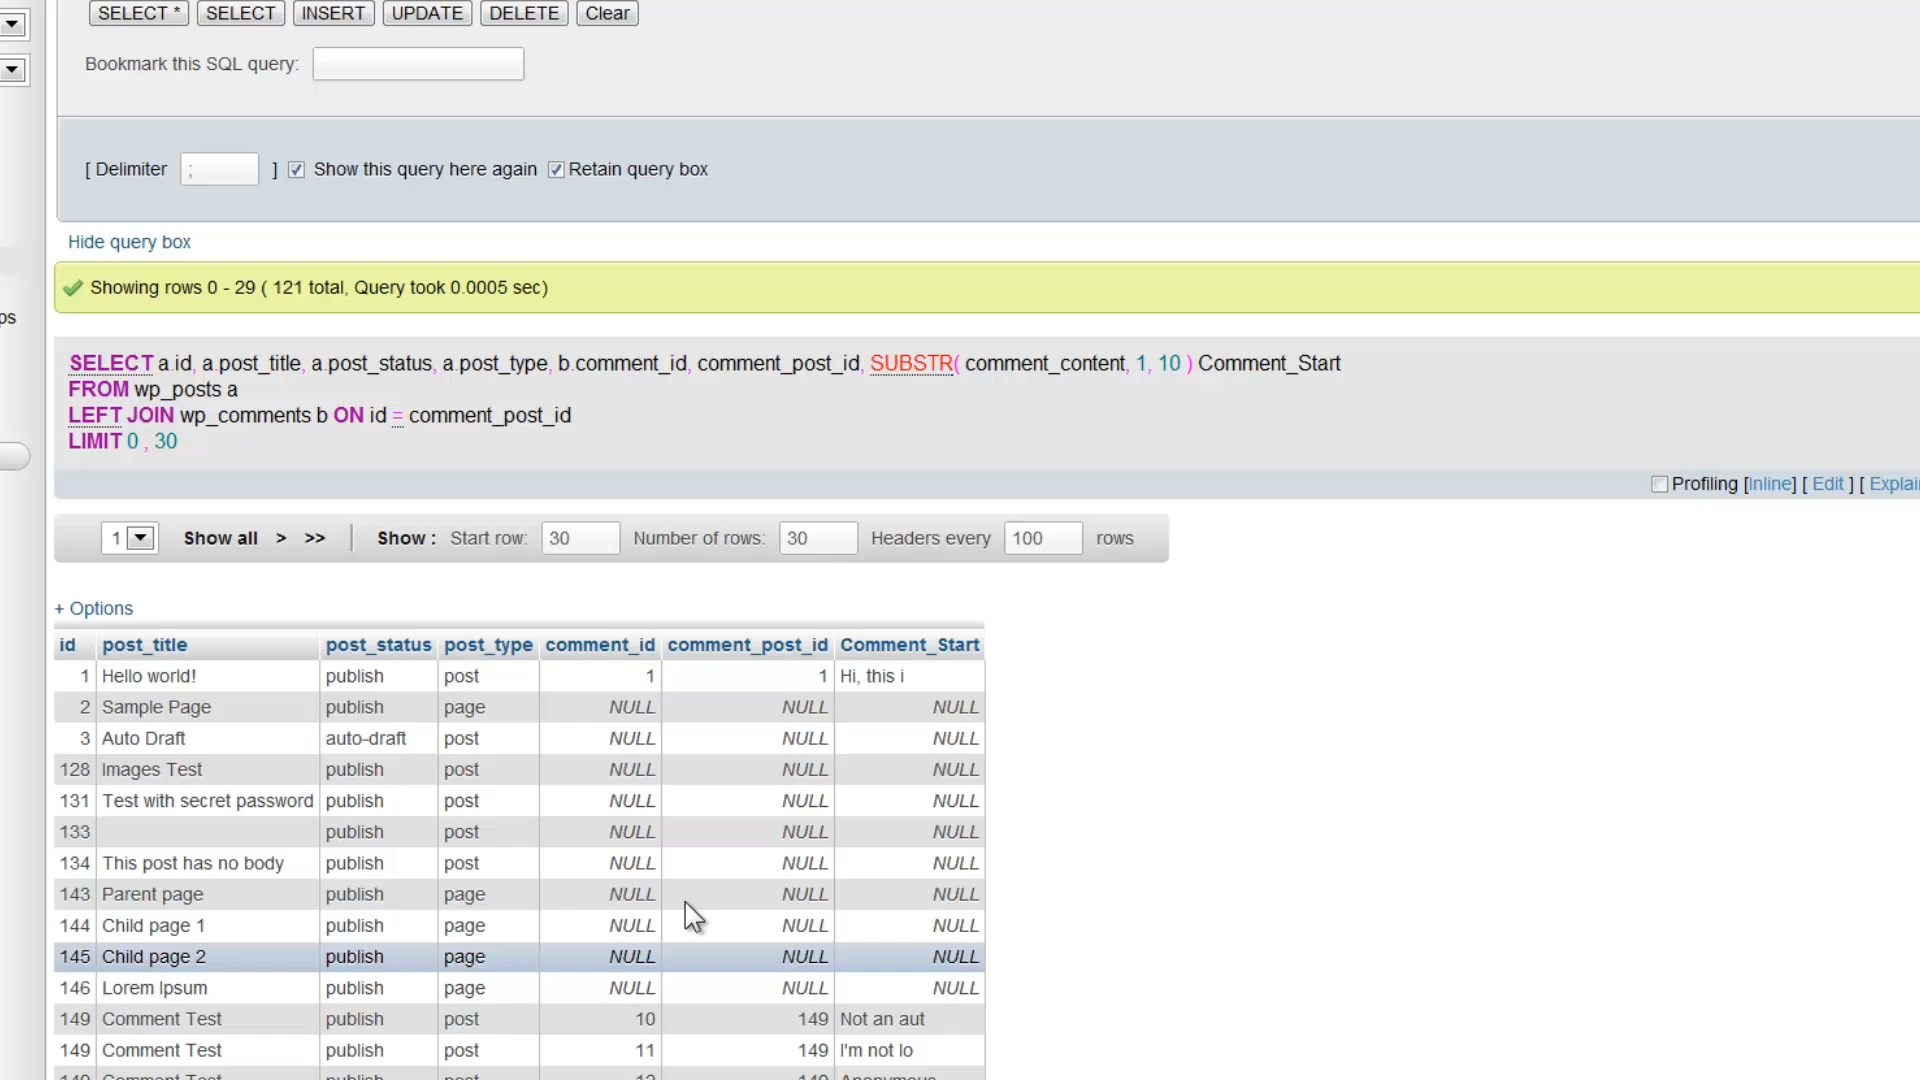 SELECT * SELECT INSERT UPDATE DELETE Clear
Bookmark this SQL query:
[ Delimiter ; ] Show this query here again Retain query box
Hide query box
Showing rows 0 - 29 ( 121 total, Query took 0.0005 sec)
ps
SELECT a.id, a.post_title, a.post_status, a.post_type, b.comment_id, comment_post_id, SUBSTR( comment_content, 1, 10 ) Comment_Start
FROM wp_posts a
LEFT JOIN wp_comments b ON id = comment_post_id
LIMIT 0 , 30
Profiling [Inline] [ Edit ] [ Explai
1 Show all > >> | Show : Start row: 30 Number of rows: 30 Headers every 100 rows
+ Options
id post_title post_status post_type comment_id comment_post_id Comment_Start
1 Hello world! publish post 1 1 Hi, this i
2 Sample Page publish page NULL NULL NULL
3 Auto Draft auto-draft post NULL NULL NULL
128 Images Test publish post NULL NULL NULL
131 Test with secret password publish post NULL NULL NULL
133 publish post NULL NULL NULL
134 This post has no body publish post NULL NULL NULL
143 Parent page publish page NULL NULL NULL
144 Child page 1 publish page NULL NULL NULL
145 Child page 2 publish page NULL NULL NULL
146 Lorem Ipsum publish page NULL NULL NULL
149 Comment Test publish post 10 149 Not an aut
149 Comment Test publish post 11 149 I'm not lo
149 Comment Test publish post 12 149 Anonymous